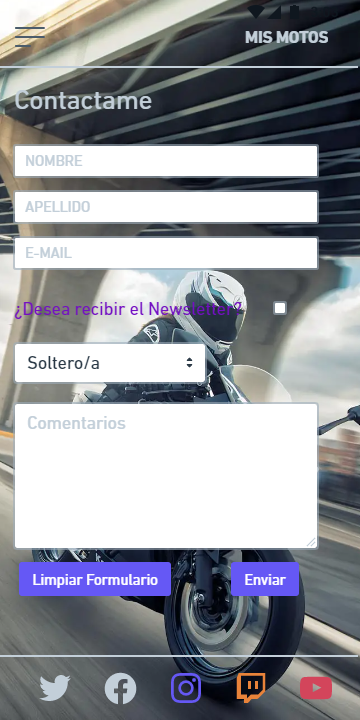 MIS MOTOS
Contactame
NOMBRE
APELLIDO
E-MAIL
¿Desea recibir el Newsletter?
Soltero/a
Comentarios
Limpiar Formulario
Enviar